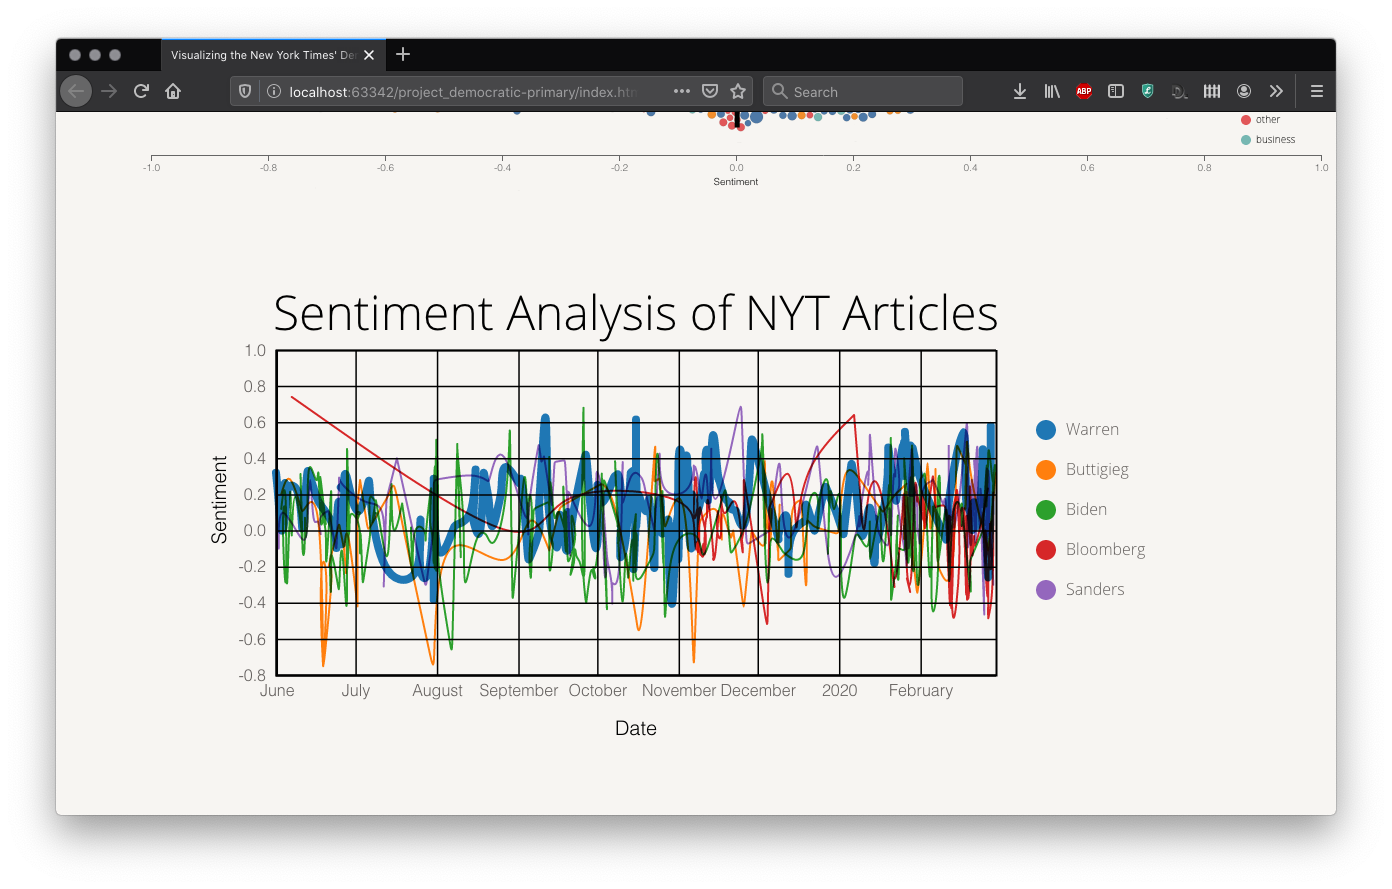 Visualizing the New York Times' De
localhost:63342/project_democratic-primary/index.htm
Search
ABP
other
business
-1.0 -0.8 -0.6 -0.4 -0.2 0.0 0.2 0.4 0.6 0.8 1.0
Sentiment
Sentiment Analysis of NYT Articles
1.0
0.8
0.6
0.4
0.2
0.0
-0.2
-0.4
-0.6
-0.8
Sentiment
June July August September October November December 2020 February
Date
Warren
Buttigieg
Biden
Bloomberg
Sanders